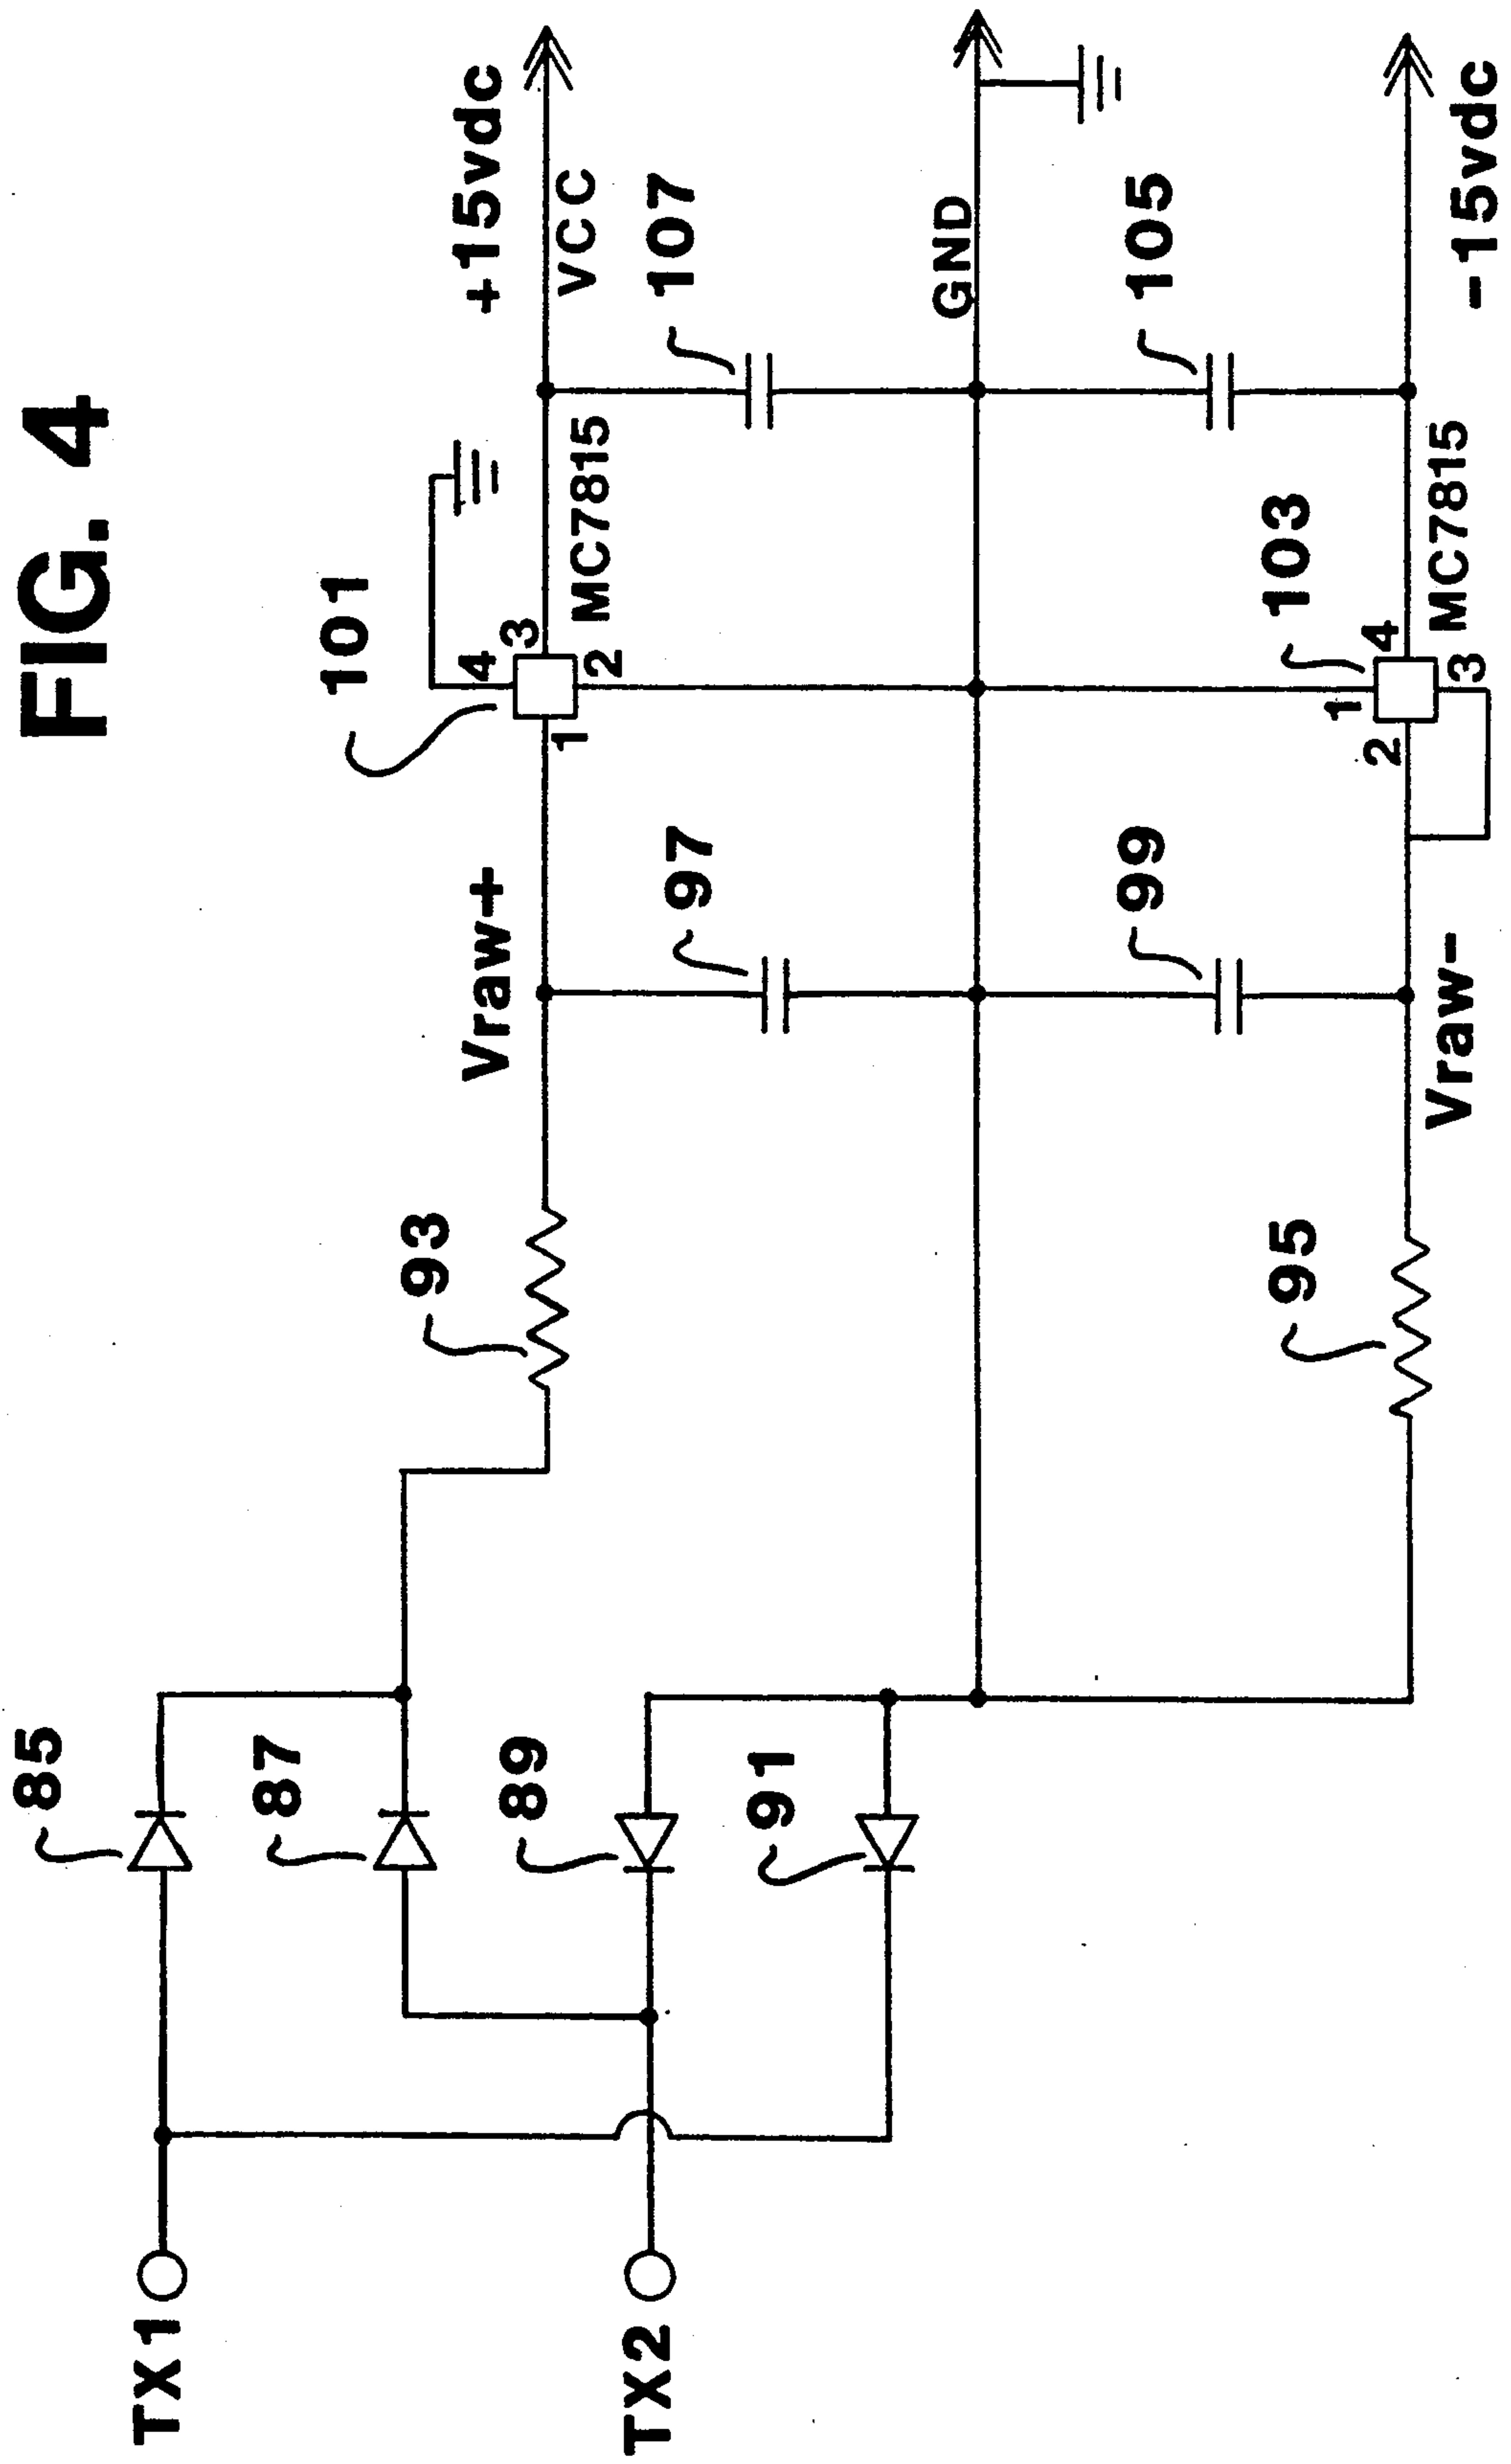 FIG. 4
TX1
TX2
85
87
89
91
93
95
Vraw+
Vraw-
97
99
101
4
3
1
2
MC7815
103
1
4
2
3
MC7815
107
105
+15vdc
VCC
GND
-15vdc